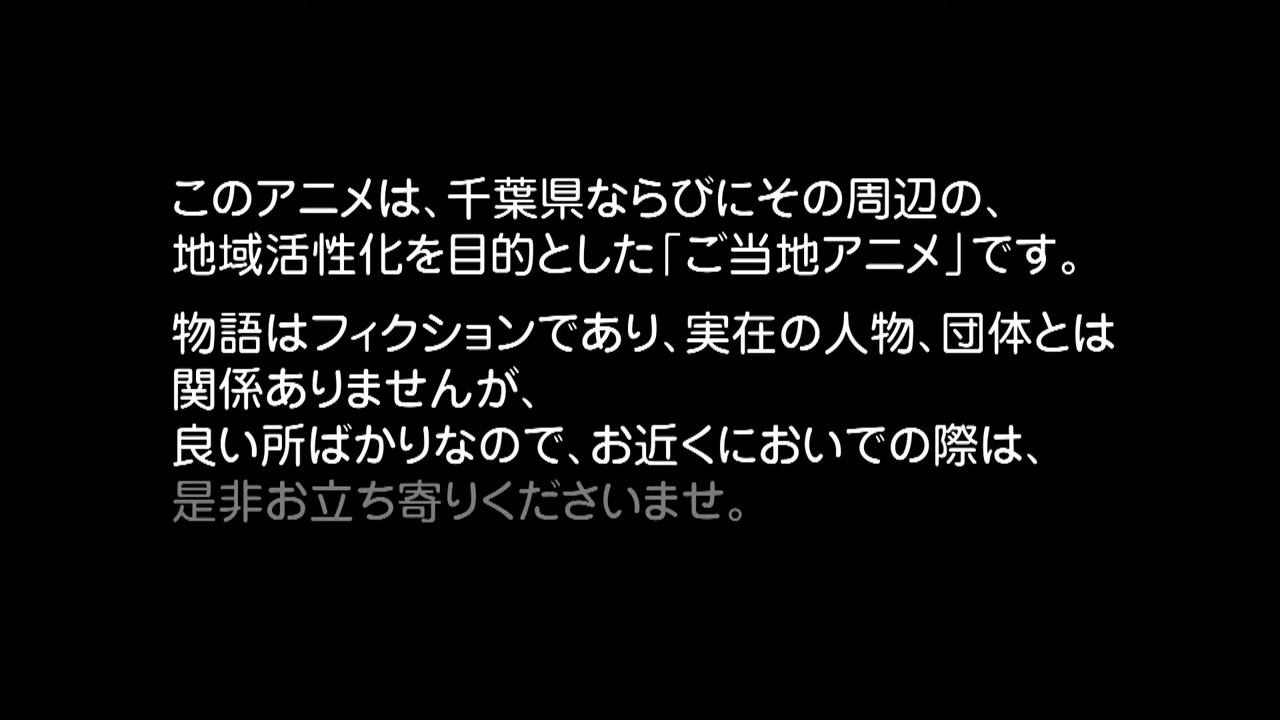 このアニメは、千葉県ならびにその周辺の、
地域活性化を目的とした「ご当地アニメ」です。
物語はフィクションであり、実在の人物、団体とは
関係ありませんが、
良い所ばかりなので、お近くにおいでの際は、
是非お立ち寄りくださいませ。